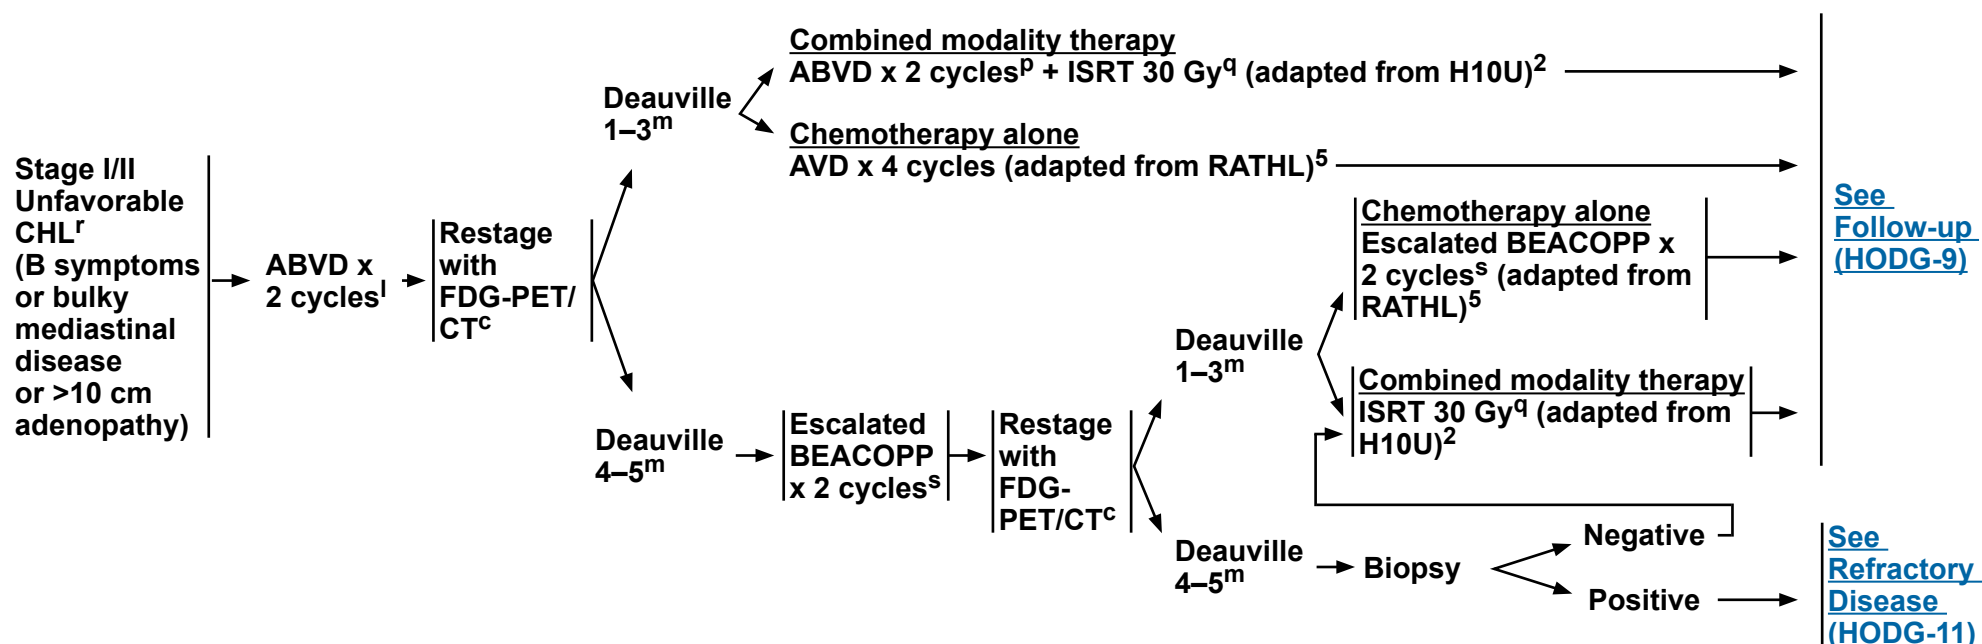 Stage I/II
Unfavorable
CHLr
(B symptoms
or bulky
mediastinal
disease
or >10 cm
adenopathy)
ABVD x
2 cyclesl
Restage
with
FDG-PET/
CTc
Deauville
1–3m
Combined modality therapy
ABVD x 2 cyclesp + ISRT 30 Gyq (adapted from H10U)2
Chemotherapy alone
AVD x 4 cycles (adapted from RATHL)5
Deauville
4–5m
Escalated
BEACOPP
x 2 cycless
Restage
with
FDG-
PET/CTc
Deauville
1–3m
Chemotherapy alone
Escalated BEACOPP x
2 cycless (adapted from
RATHL)5
Combined modality therapy
ISRT 30 Gyq (adapted from
H10U)2
Deauville
4–5m
Biopsy
Negative
Positive
See
Follow-up
(HODG-9)
See
Refractory
Disease
(HODG-11)